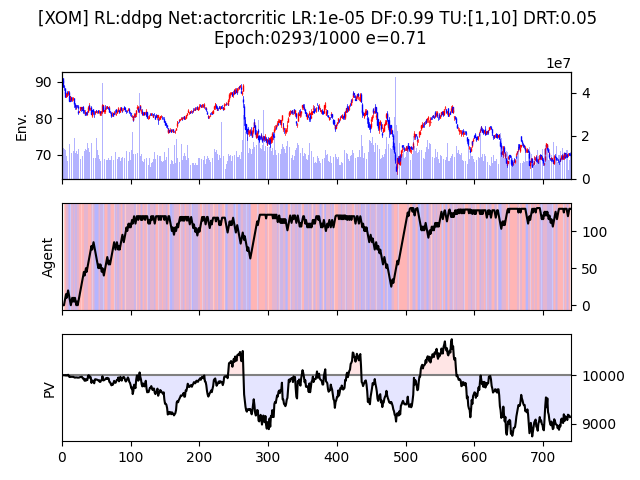 [XOM] RL:ddpg Net:actorcritic LR:1e-05 DF:0.99 TU:[1,10] DRT:0.05
Epoch:0293/1000 e=0.71
1e7
90
80
70
Env.
4
2
0
Agent
100
50
0
PV
10000
9000
0 100 200 300 400 500 600 700